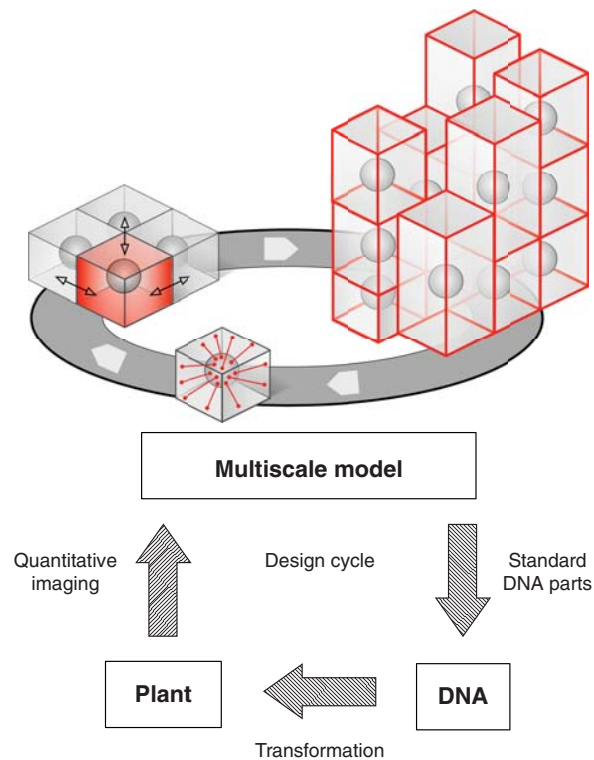 Multiscale model
Quantitative
imaging
Design cycle
Standard
DNA parts
Plant
DNA
Transformation